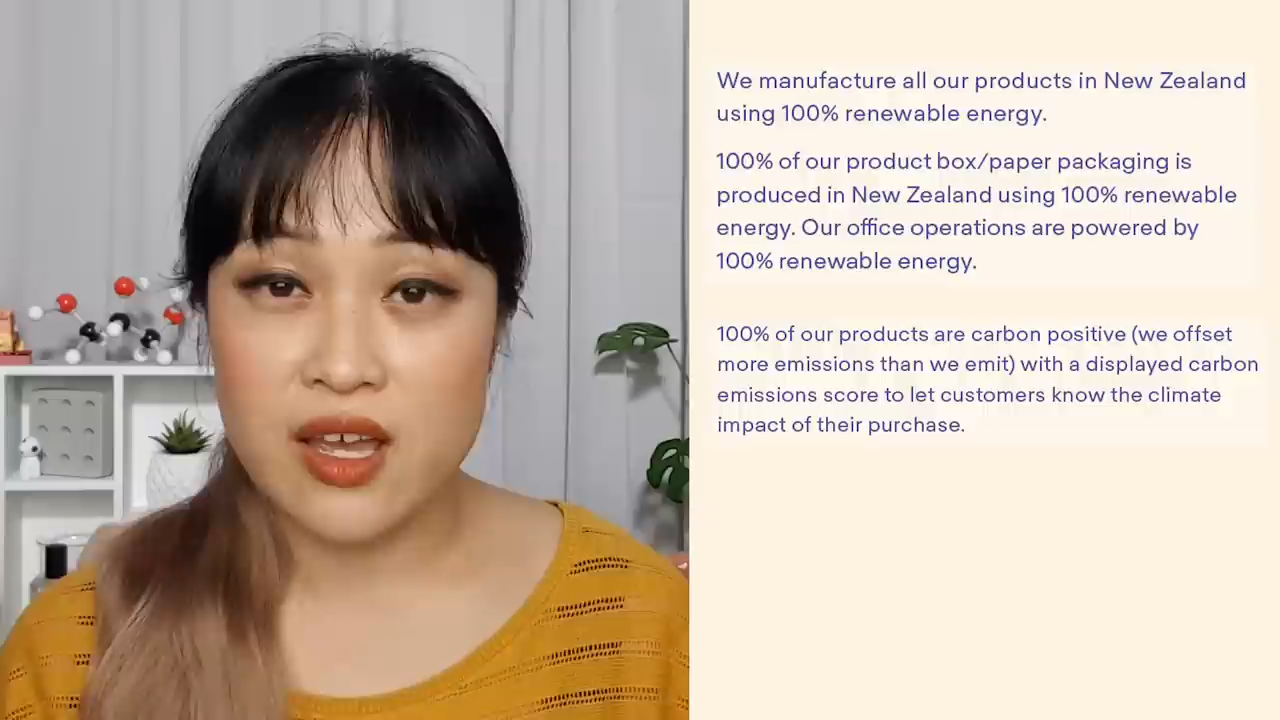 We manufacture all our products in New Zealand
using 100% renewable energy.
100% of our product box/paper packaging is
produced in New Zealand using 100% renewable
energy. Our office operations are powered by
100% renewable energy.
100% of our products are carbon positive (we offset
more emissions than we emit) with a displayed carbon
emissions score to let customers know the climate
impact of their purchase.